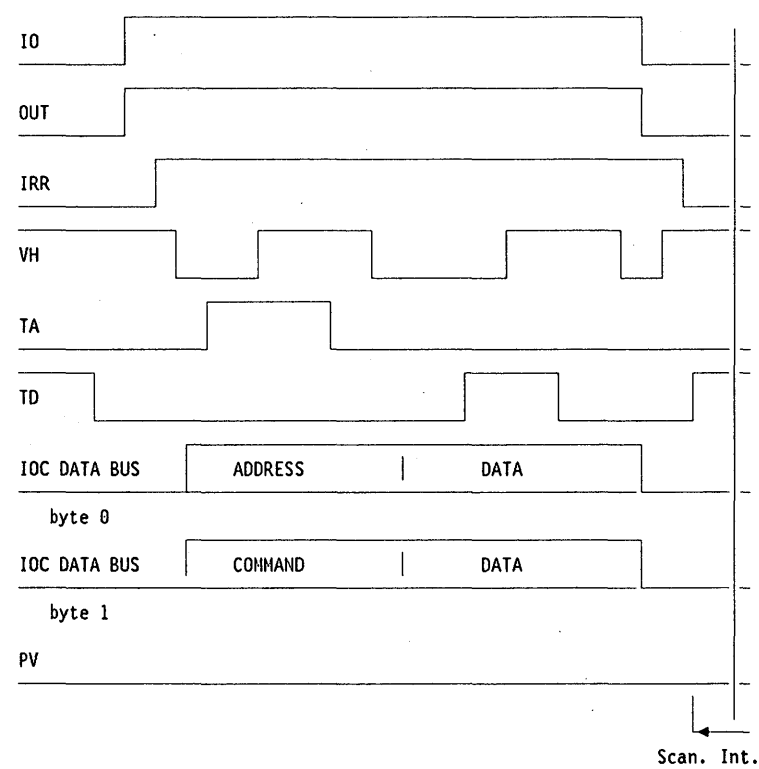 IO
OUT
IRR
VH
TA
TD
IOC DATA BUS ADDRESS | DATA
byte 0
IOC DATA BUS COMMAND | DATA
byte 1
PV
Scan. Int.